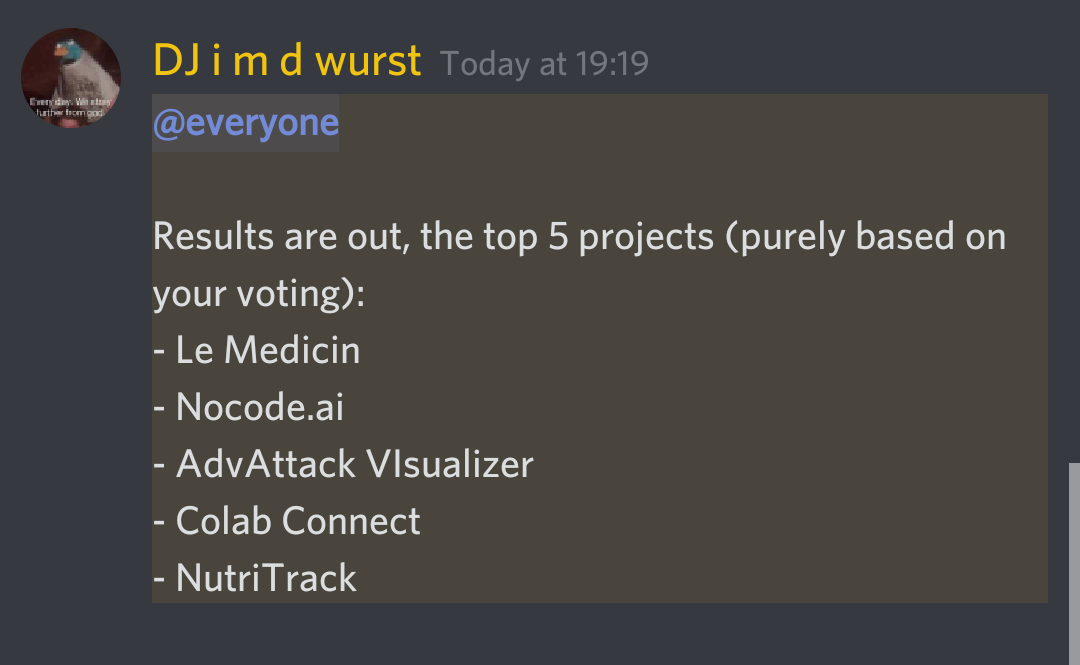 DJ i m d wurst Today at 19:19
@everyone
Results are out, the top 5 projects (purely based on
your voting):
- Le Medicin
- Nocode.ai
- AdvAttack VIsualizer
- Colab Connect
- NutriTrack